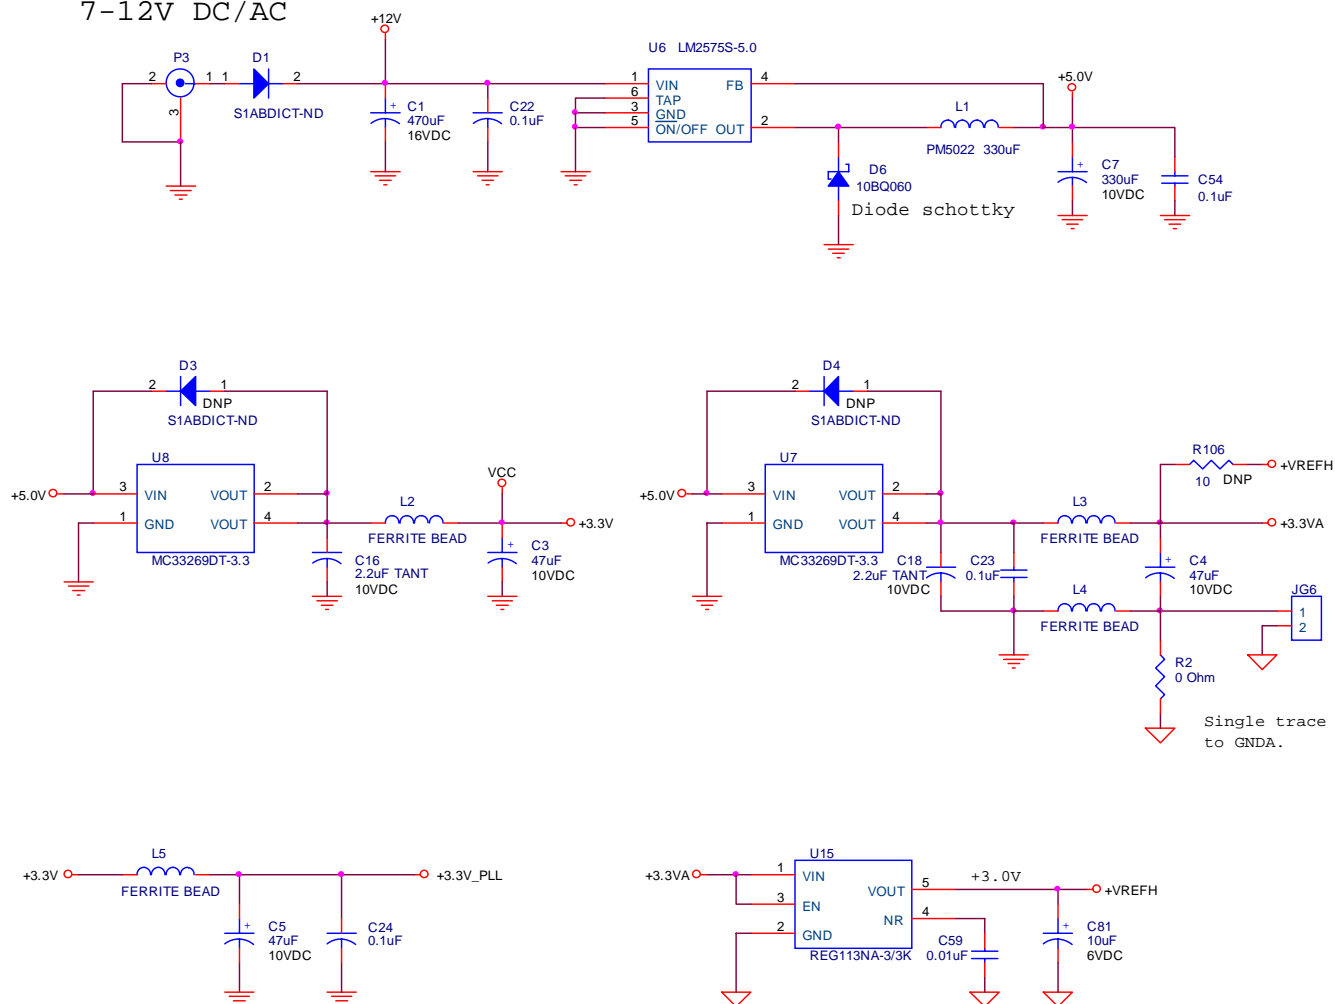 7-12V DC/AC
+12V
P3
D1
2
1
1
2
3
S1ABDICT-ND
C1
470uF
16VDC
C22
0.1uF
U6 LM2575S-5.0
1
6
3
5
VIN
TAP
GND
ON/OFF OUT
FB
4
2
+5.0V
L1
PM5022 330uF
D6
10BQ060
Diode schottky
C7
330uF
10VDC
C54
0.1uF
D3
2
1
DNP
S1ABDICT-ND
U8
+5.0V
3
VIN
VOUT
2
1
GND
VOUT
4
MC33269DT-3.3
C16
2.2uF TANT
10VDC
L2
FERRITE BEAD
VCC
+3.3V
C3
47uF
10VDC
D4
2
1
DNP
S1ABDICT-ND
U7
+5.0V
3
VIN
VOUT
2
1
GND
VOUT
4
MC33269DT-3.3
C18
2.2uF TANT
10VDC
C23
0.1uF
L3
FERRITE BEAD
L4
FERRITE BEAD
R106
10
DNP
+VREFH
+3.3VA
C4
47uF
10VDC
JG6
1
2
R2
0 Ohm
Single trace
to GNDA.
+3.3V
L5
FERRITE BEAD
+3.3V_PLL
C5
47uF
10VDC
C24
0.1uF
U15
+3.3VA
1
VIN
3
EN
2
GND
VOUT
5
NR
4
REG113NA-3/3K
+3.0V
+VREFH
C59
0.01uF
C81
10uF
6VDC